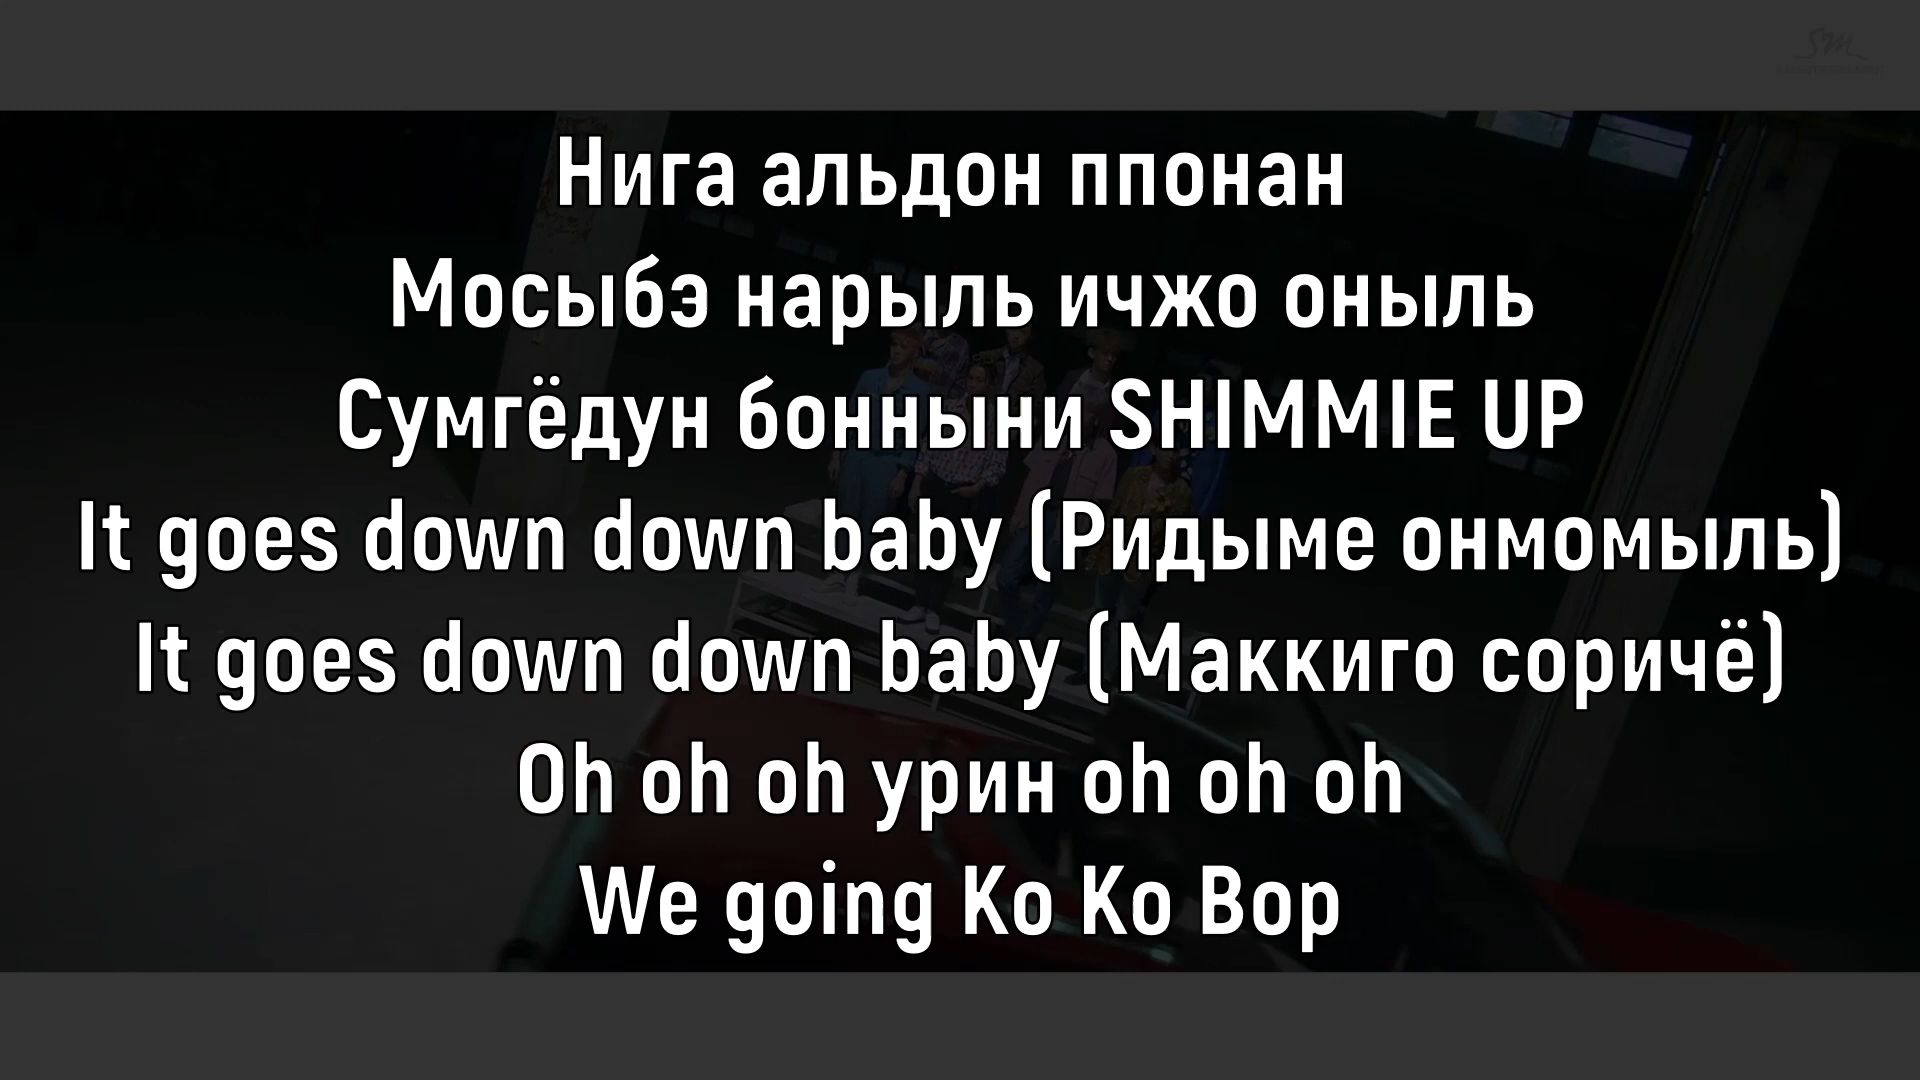 Нига альдон ппонан
Мосыбэ нарыль ичжо оныль
Сумгёдун бонныни SHIMMIE UP
It goes down down baby (Ридыме онмомыль)
It goes down down baby (Маккиго соричё)
Oh oh oh урин oh oh oh
We going Ko Ko Bop
SM